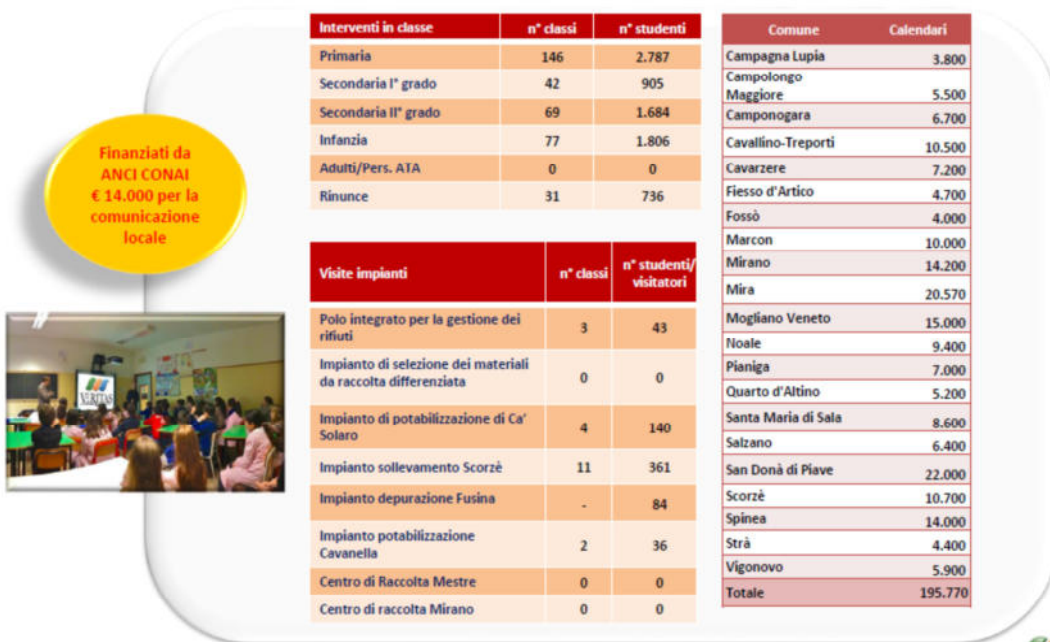 Finanziati da
ANCI CONAI
€ 14.000 per la
comunicazione
locale
VERITAS
Interventi in classe n° classi n° studenti
Primaria 146 2.787
Secondaria I° grado 42 905
Secondaria II° grado 69 1.684
Infanzia 77 1.806
Adulti/Pers. ATA 0 0
Rinunce 31 736
Visite impianti n° classi n° studenti/
visitatori
Polo integrato per la gestione dei
rifiuti 3 43
Impianto di selezione dei materiali
da raccolta differenziata 0 0
Impianto di potabilizzazione di Ca'
Solaro 4 140
Impianto sollevamento Scorzè 11 361
Impianto depurazione Fusina - 84
Impianto potabilizzazione
Cavanella 2 36
Centro di Raccolta Mestre 0 0
Centro di raccolta Mirano 0 0
Comune Calendari
Campagna Lupia 3.800
Campolongo
Maggiore 5.500
Camponogara 6.700
Cavallino-Treporti 10.500
Cavarzere 7.200
Fiesso d'Artico 4.700
Fossò 4.000
Marcon 10.000
Mirano 14.200
Mira 20.570
Mogliano Veneto 15.000
Noale 9.400
Pianiga 7.000
Quarto d'Altino 5.200
Santa Maria di Sala 8.600
Salzano 6.400
San Donà di Piave 22.000
Scorzè 10.700
Spinea 14.000
Strà 4.400
Vigonovo 5.900
Totale 195.770